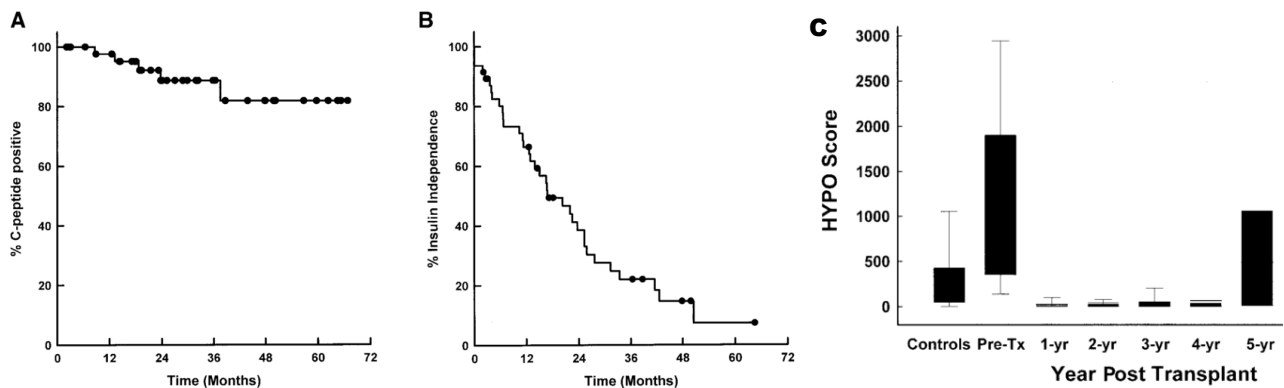 A
% C-peptide positive
100
80
60
40
20
0
0 12 24 36 48 60 72
Time (Months)
B
% Insulin Independence
100
80
60
40
20
0
0 12 24 36 48 60 72
Time (Months)
C
HYPO Score
3000
2500
2000
1500
1000
500
0
Controls Pre-Tx 1-yr 2-yr 3-yr 4-yr 5-yr
Year Post Transplant